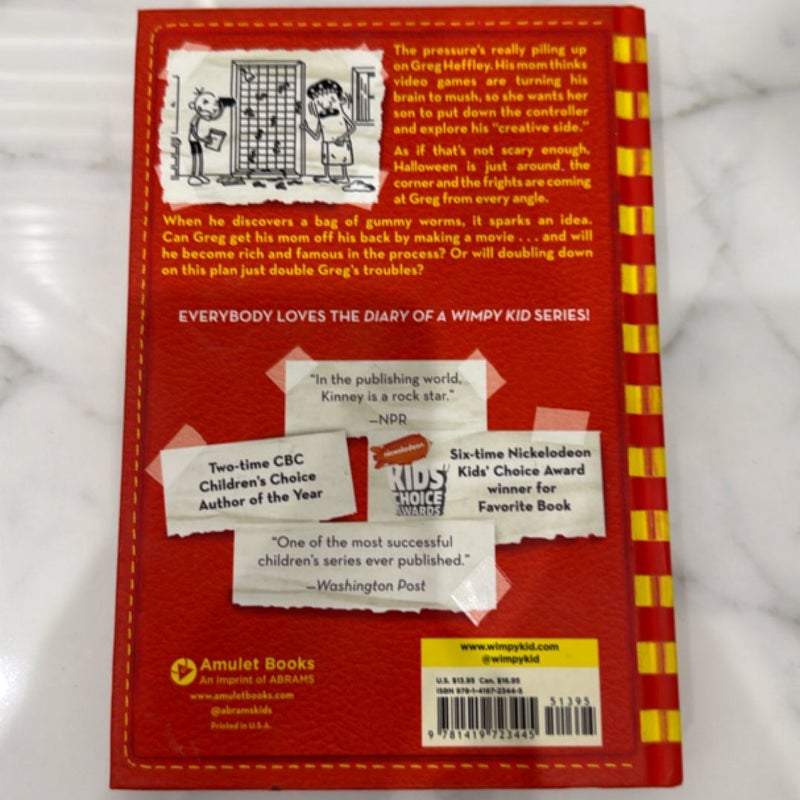 The pressure's really piling up
on Greg Heffley. His mom thinks
video games are turning his
brain to mush, so she wants her
son to put down the controller
and explore his "creative side."
As if that's not scary enough,
Halloween is just around the
corner and the frights are coming
at Greg from every angle.
When he discovers a bag of gummy worms, it sparks an idea.
Can Greg get his mom off his back by making a movie . . . and will
he become rich and famous in the process? Or will doubling down
on this plan just double Greg's troubles?
EVERYBODY LOVES THE DIARY OF A WIMPY KID SERIES!
"In the publishing world,
Kinney is a rock star."
—NPR
Two-time CBC
Children's Choice
Author of the Year
nickelodeon
KIDS'
CHOICE
AWARDS
Six-time Nickelodeon
Kids' Choice Award
winner for
Favorite Book
"One of the most successful
children's series ever published."
—Washington Post
Amulet Books
An imprint of ABRAMS
www.amuletbooks.com
@abramskids
Printed in U.S.A.
www.wimpykid.com
@wimpykid
U.S. $13.95 Can. $16.95
ISBN 978-1-4197-2344-5
51395
9 781419 723445